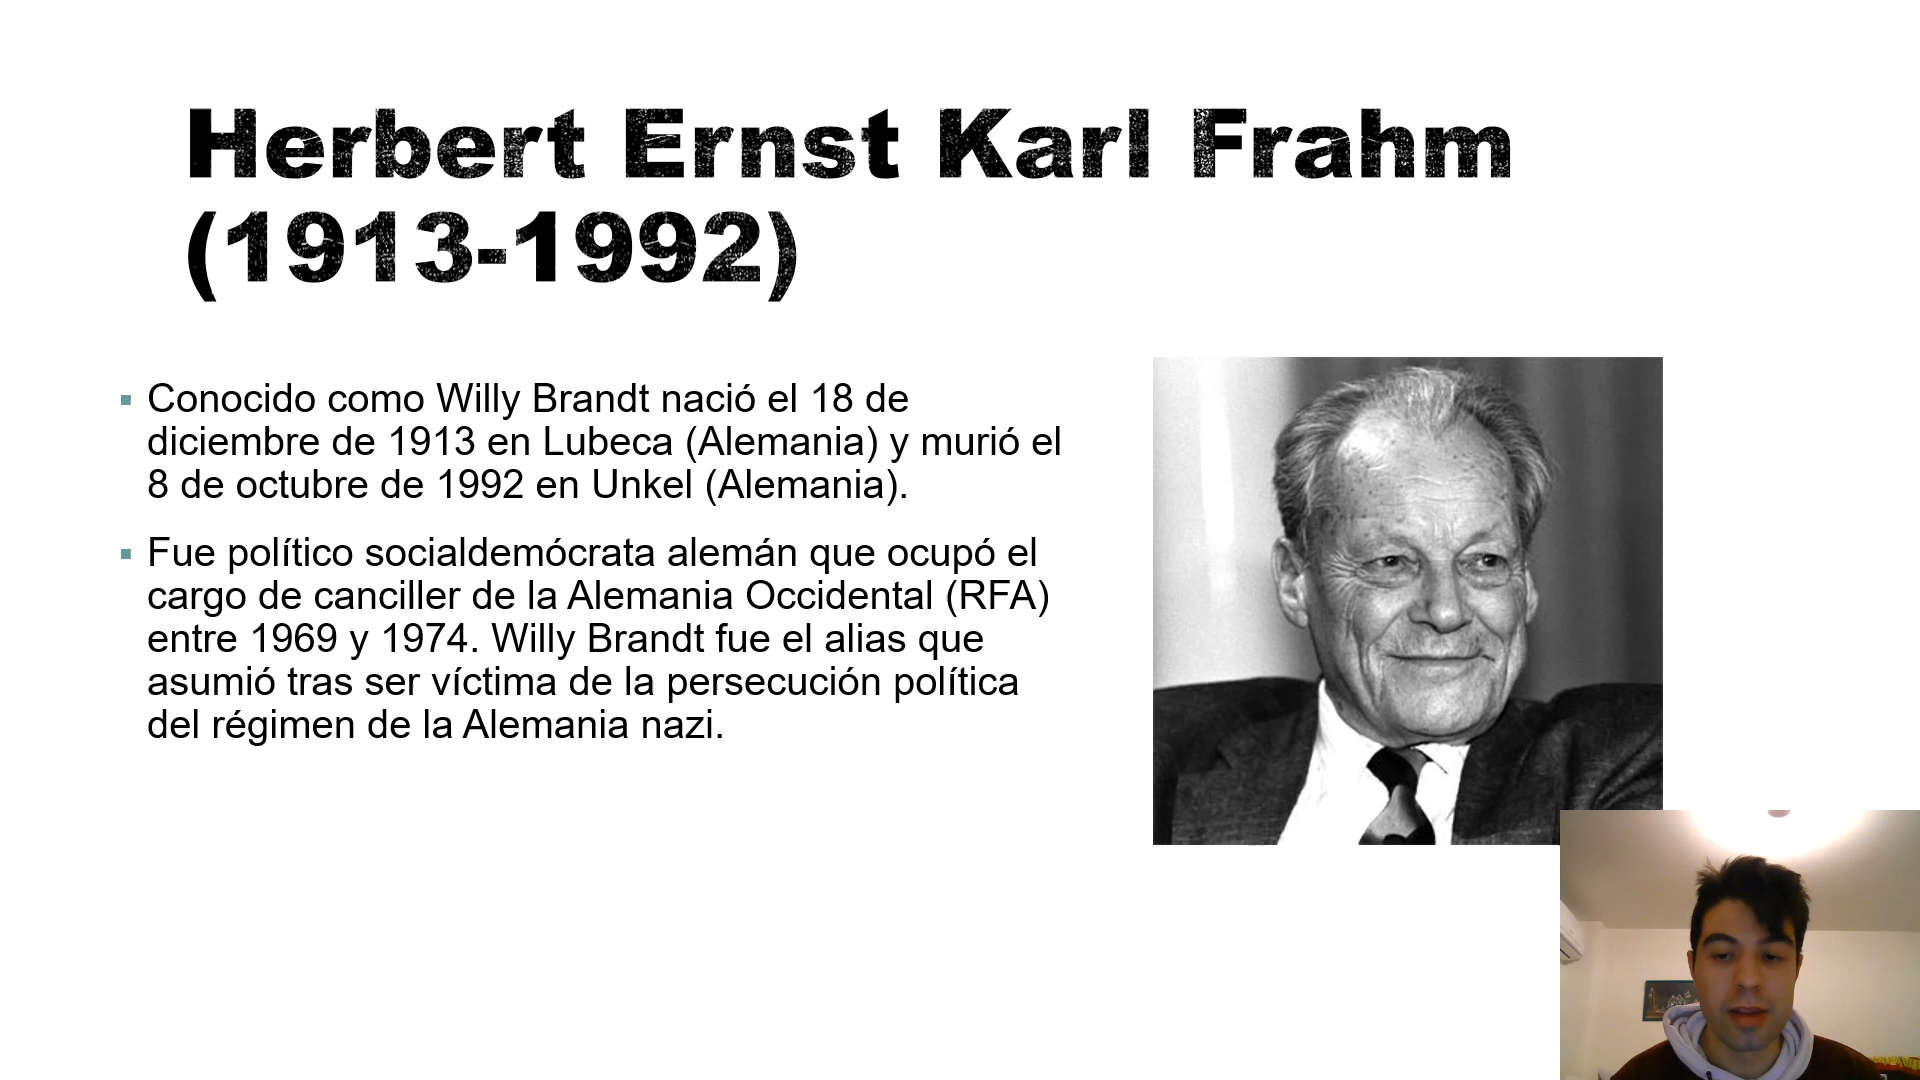 Herbert Ernst Karl Frahm
(1913-1992)
▪ Conocido como Willy Brandt nació el 18 de
diciembre de 1913 en Lubeca (Alemania) y murió el
8 de octubre de 1992 en Unkel (Alemania).
▪ Fue político socialdemócrata alemán que ocupó el
cargo de canciller de la Alemania Occidental (RFA)
entre 1969 y 1974. Willy Brandt fue el alias que
asumió tras ser víctima de la persecución política
del régimen de la Alemania nazi.